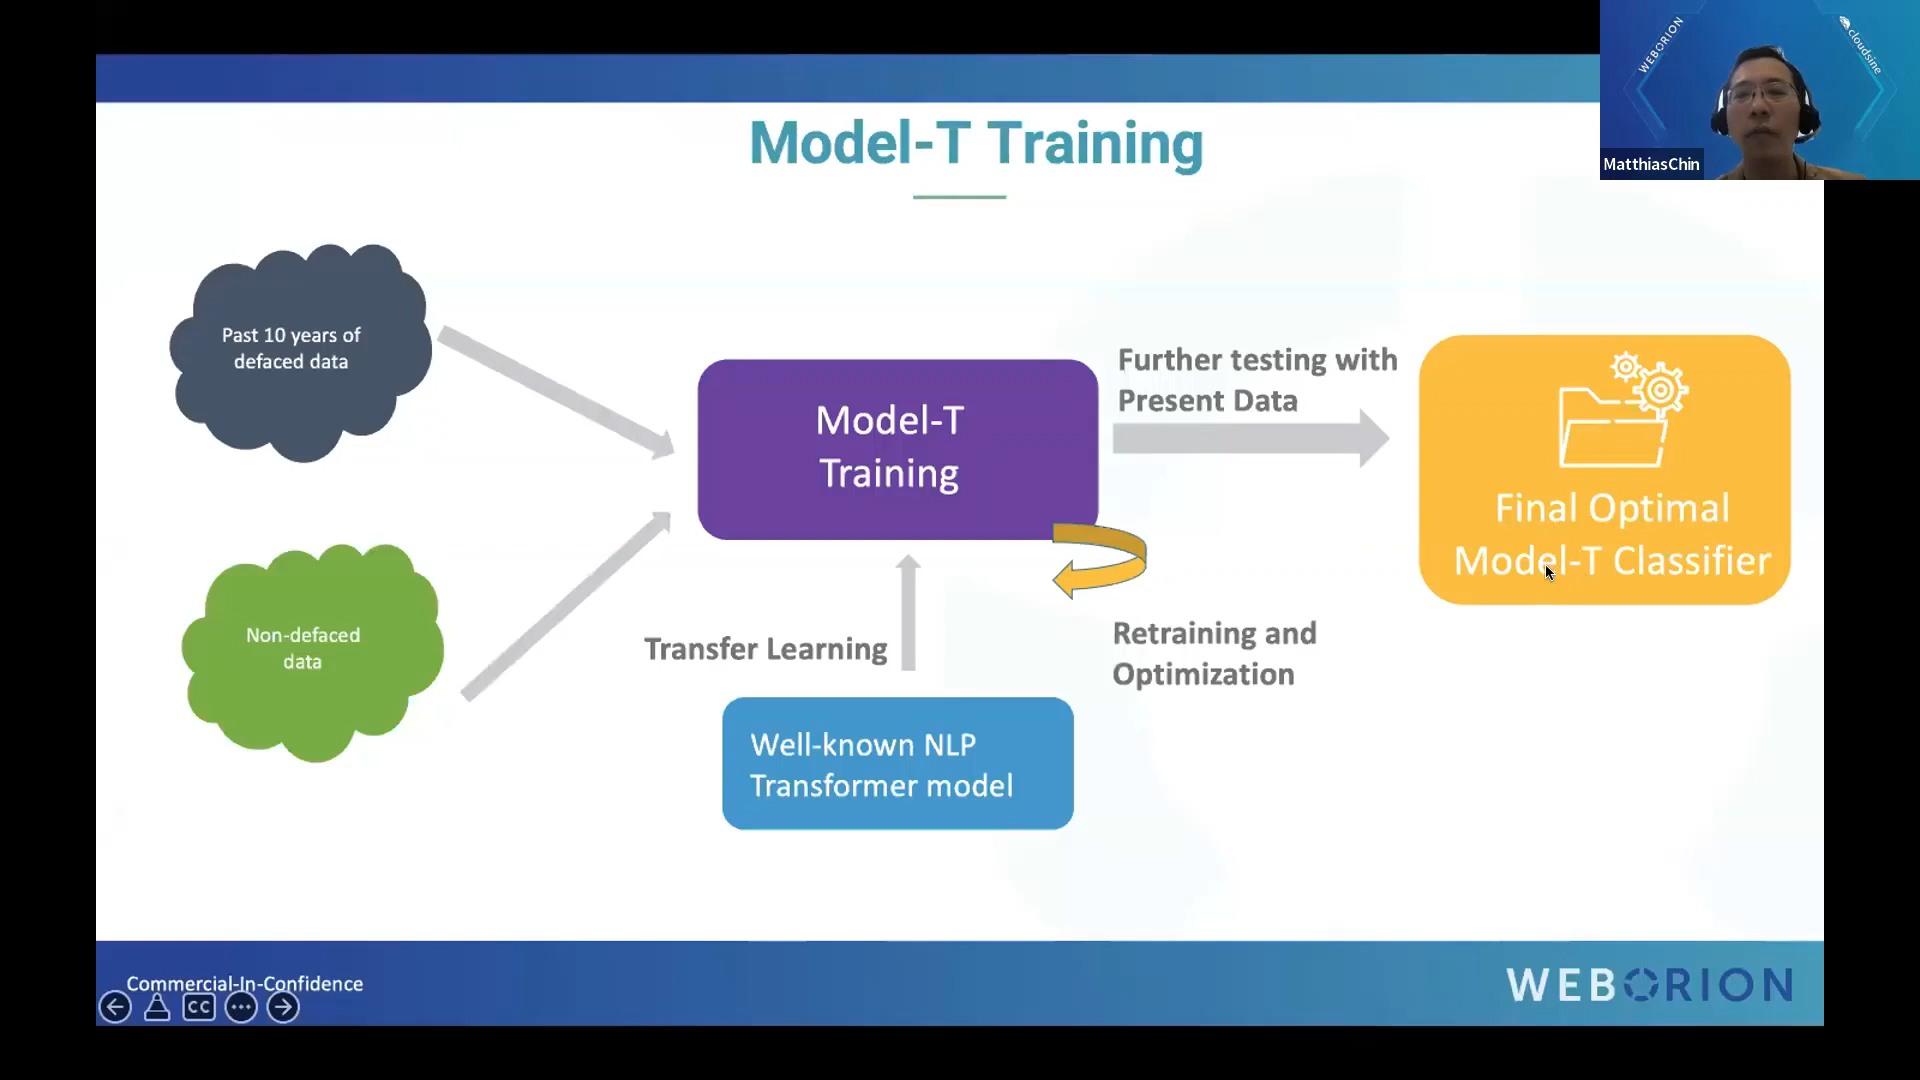 WEBORION
cloudsine
MatthiasChin
Model-T Training
Past 10 years of
defaced data
Model-T
Training
Further testing with
Present Data
Final Optimal
Model-T Classifier
Non-defaced
data
Transfer Learning
Retraining and
Optimization
Well-known NLP
Transformer model
Commercial-In-Confidence
CC
WEBORION